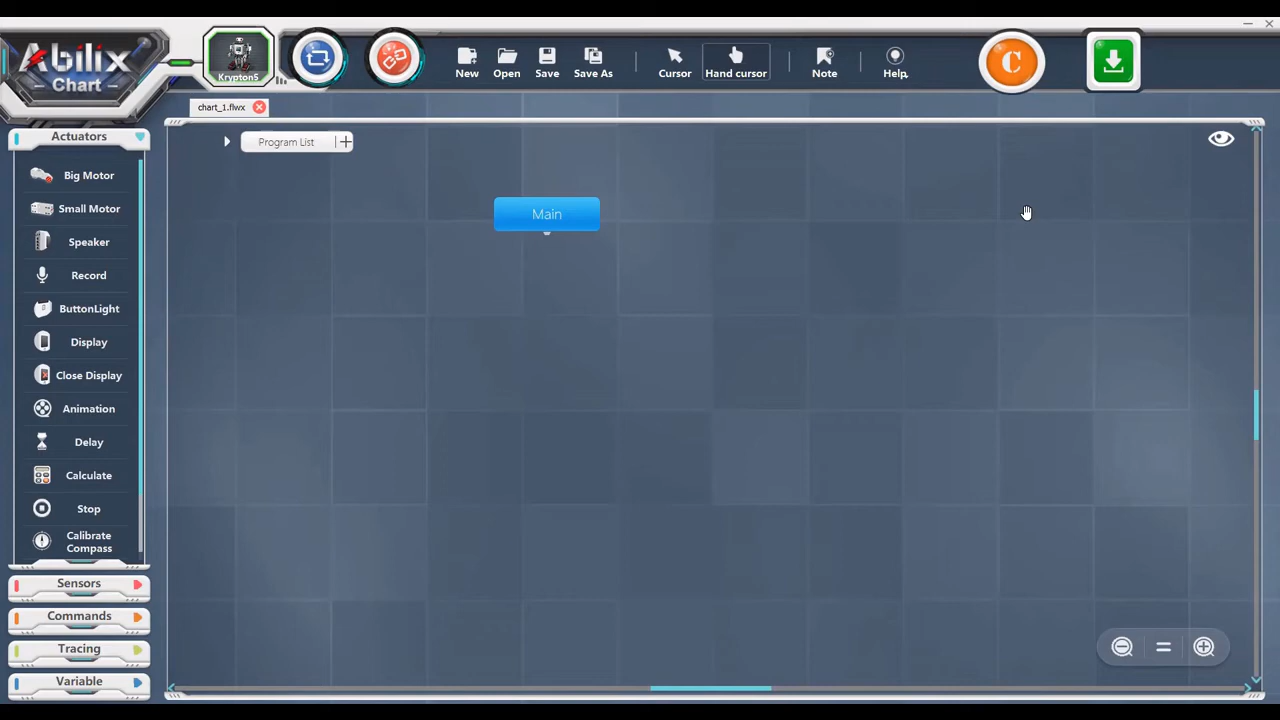 Abilix
Chart
Krypton5
New
Open
Save
Save As
Cursor
Hand cursor
Note
Help
C
chart_1.flwx
Actuators
Program List
Main
Big Motor
Small Motor
Speaker
Record
ButtonLight
Display
Close Display
Animation
Delay
Calculate
Stop
Calibrate
Compass
Sensors
Commands
Tracing
Variable